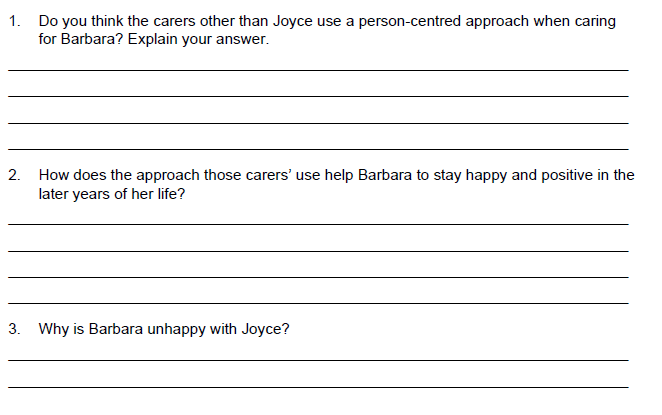 1. Do you think the carers other than Joyce use a person-centred approach when caring
for Barbara? Explain your answer.
2. How does the approach those carers' use help Barbara to stay happy and positive in the
later years of her life?
3. Why is Barbara unhappy with Joyce?